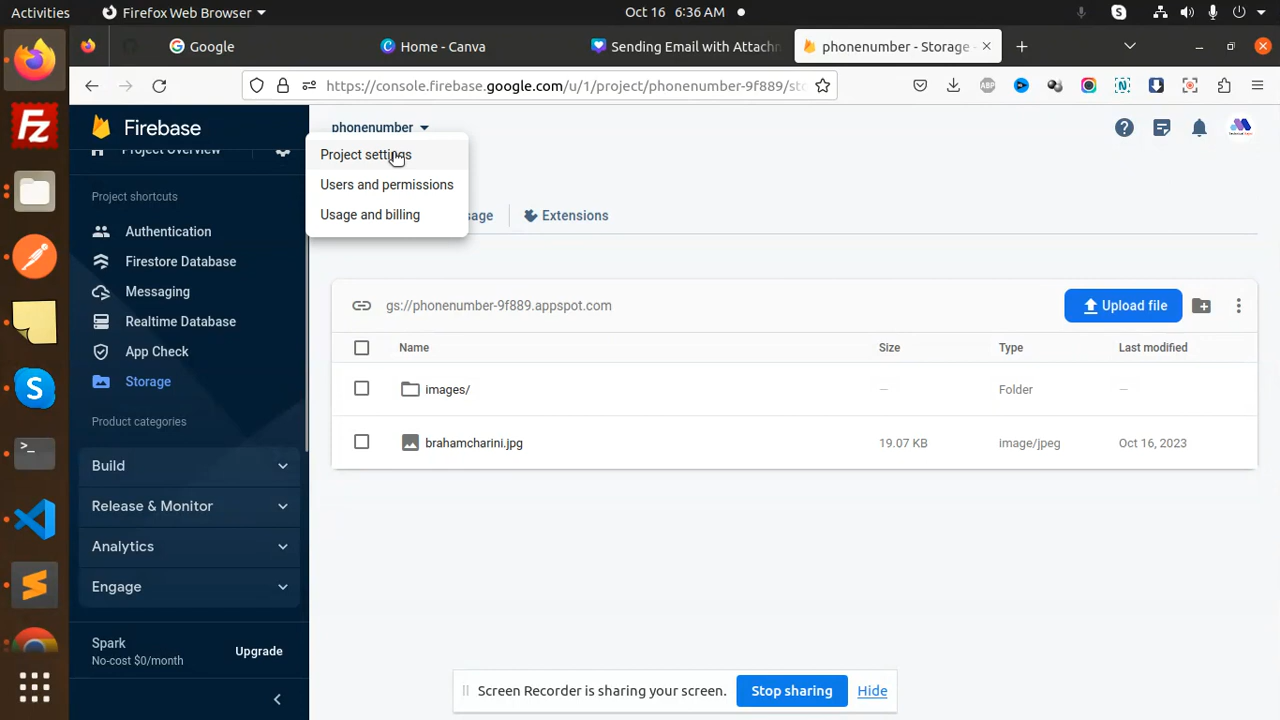 Activities
Firefox Web Browser
Oct 16 6:36 AM
Google
Home - Canva
Sending Email with Attachm
phonenumber - Storage -
https://console.firebase.google.com/u/1/project/phonenumber-9f889/sto
Firebase
phonenumber
Project Overview
Project settings
Users and permissions
Usage and billing
Project shortcuts
Authentication
Firestore Database
Messaging
Realtime Database
App Check
Storage
Product categories
Build
Release & Monitor
Analytics
Engage
Spark
No-cost $0/month
Upgrade
sage
Extensions
gs://phonenumber-9f889.appspot.com
Upload file
Name
Size
Type
Last modified
images/
—
Folder
—
brahamcharini.jpg
19.07 KB
image/jpeg
Oct 16, 2023
Screen Recorder is sharing your screen.
Stop sharing
Hide